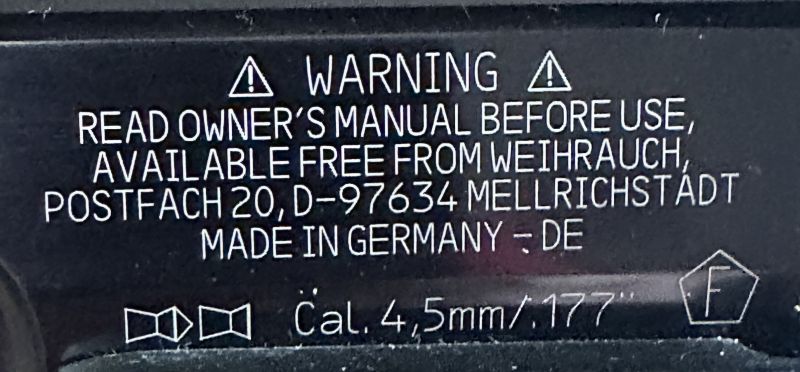 ⚠ WARNING ⚠
READ OWNER'S MANUAL BEFORE USE,
AVAILABLE FREE FROM WEIHRAUCH,
POSTFACH 20, D-97634 MELLRICHSTADT
MADE IN GERMANY - DE
Cal. 4,5mm/.177" F